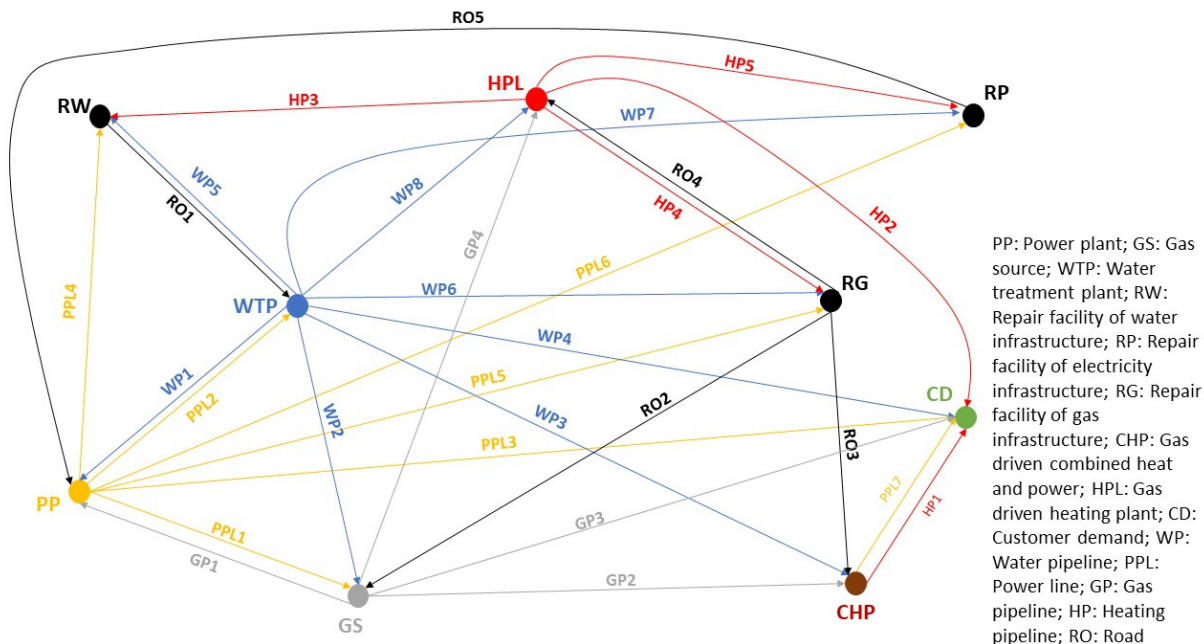 RO5
HPL
HP5
RP
RW
HP3
WP7
WP5
WP8
RO4
RO1
HP4
HP2
GP4
PPL6
RG
PPL4
WTP
WP6
WP4
CD
WP1
PPL2
PPL5
RO2
WP3
WP2
RO3
PPL3
PP
PPL7
HP1
PPL1
GP3
GP1
GP2
GS
CHP
PP: Power plant; GS: Gas
source; WTP: Water
treatment plant; RW:
Repair facility of water
infrastructure; RP: Repair
facility of electricity
infrastructure; RG: Repair
facility of gas
infrastructure; CHP: Gas
driven combined heat
and power; HPL: Gas
driven heating plant; CD:
Customer demand; WP:
Water pipeline; PPL:
Power line; GP: Gas
pipeline; HP: Heating
pipeline; RO: Road